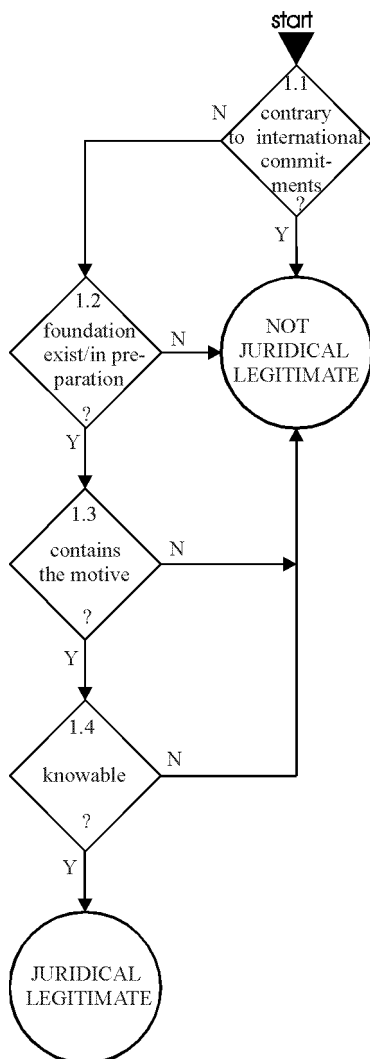 start
1.1
contrary
to international
commit-
ments
?
N
Y
1.2
foundation
exist/in pre-
paration
?
N
Y
NOT
JURIDICAL
LEGITIMATE
1.3
contains
the motive
?
N
Y
1.4
knowable
?
N
Y
JURIDICAL
LEGITIMATE